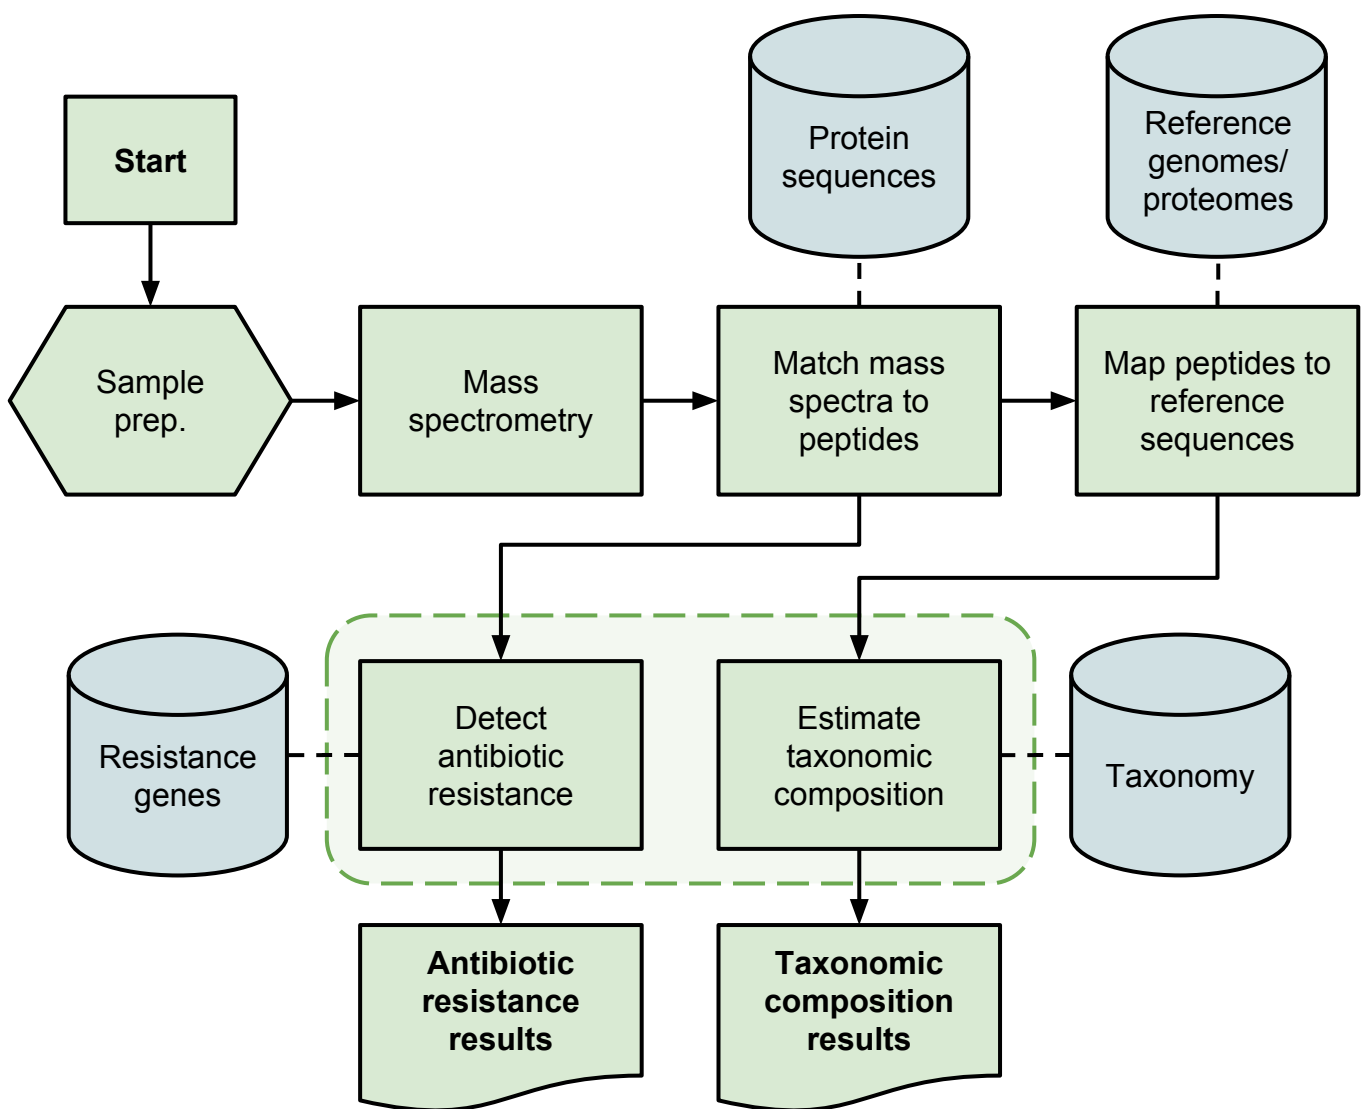 Start
Protein
sequences
Reference
genomes/
proteomes
Sample
prep.
Mass
spectrometry
Match mass
spectra to
peptides
Map peptides to
reference
sequences
Resistance
genes
Detect
antibiotic
resistance
Estimate
taxonomic
composition
Taxonomy
Antibiotic
resistance
results
Taxonomic
composition
results